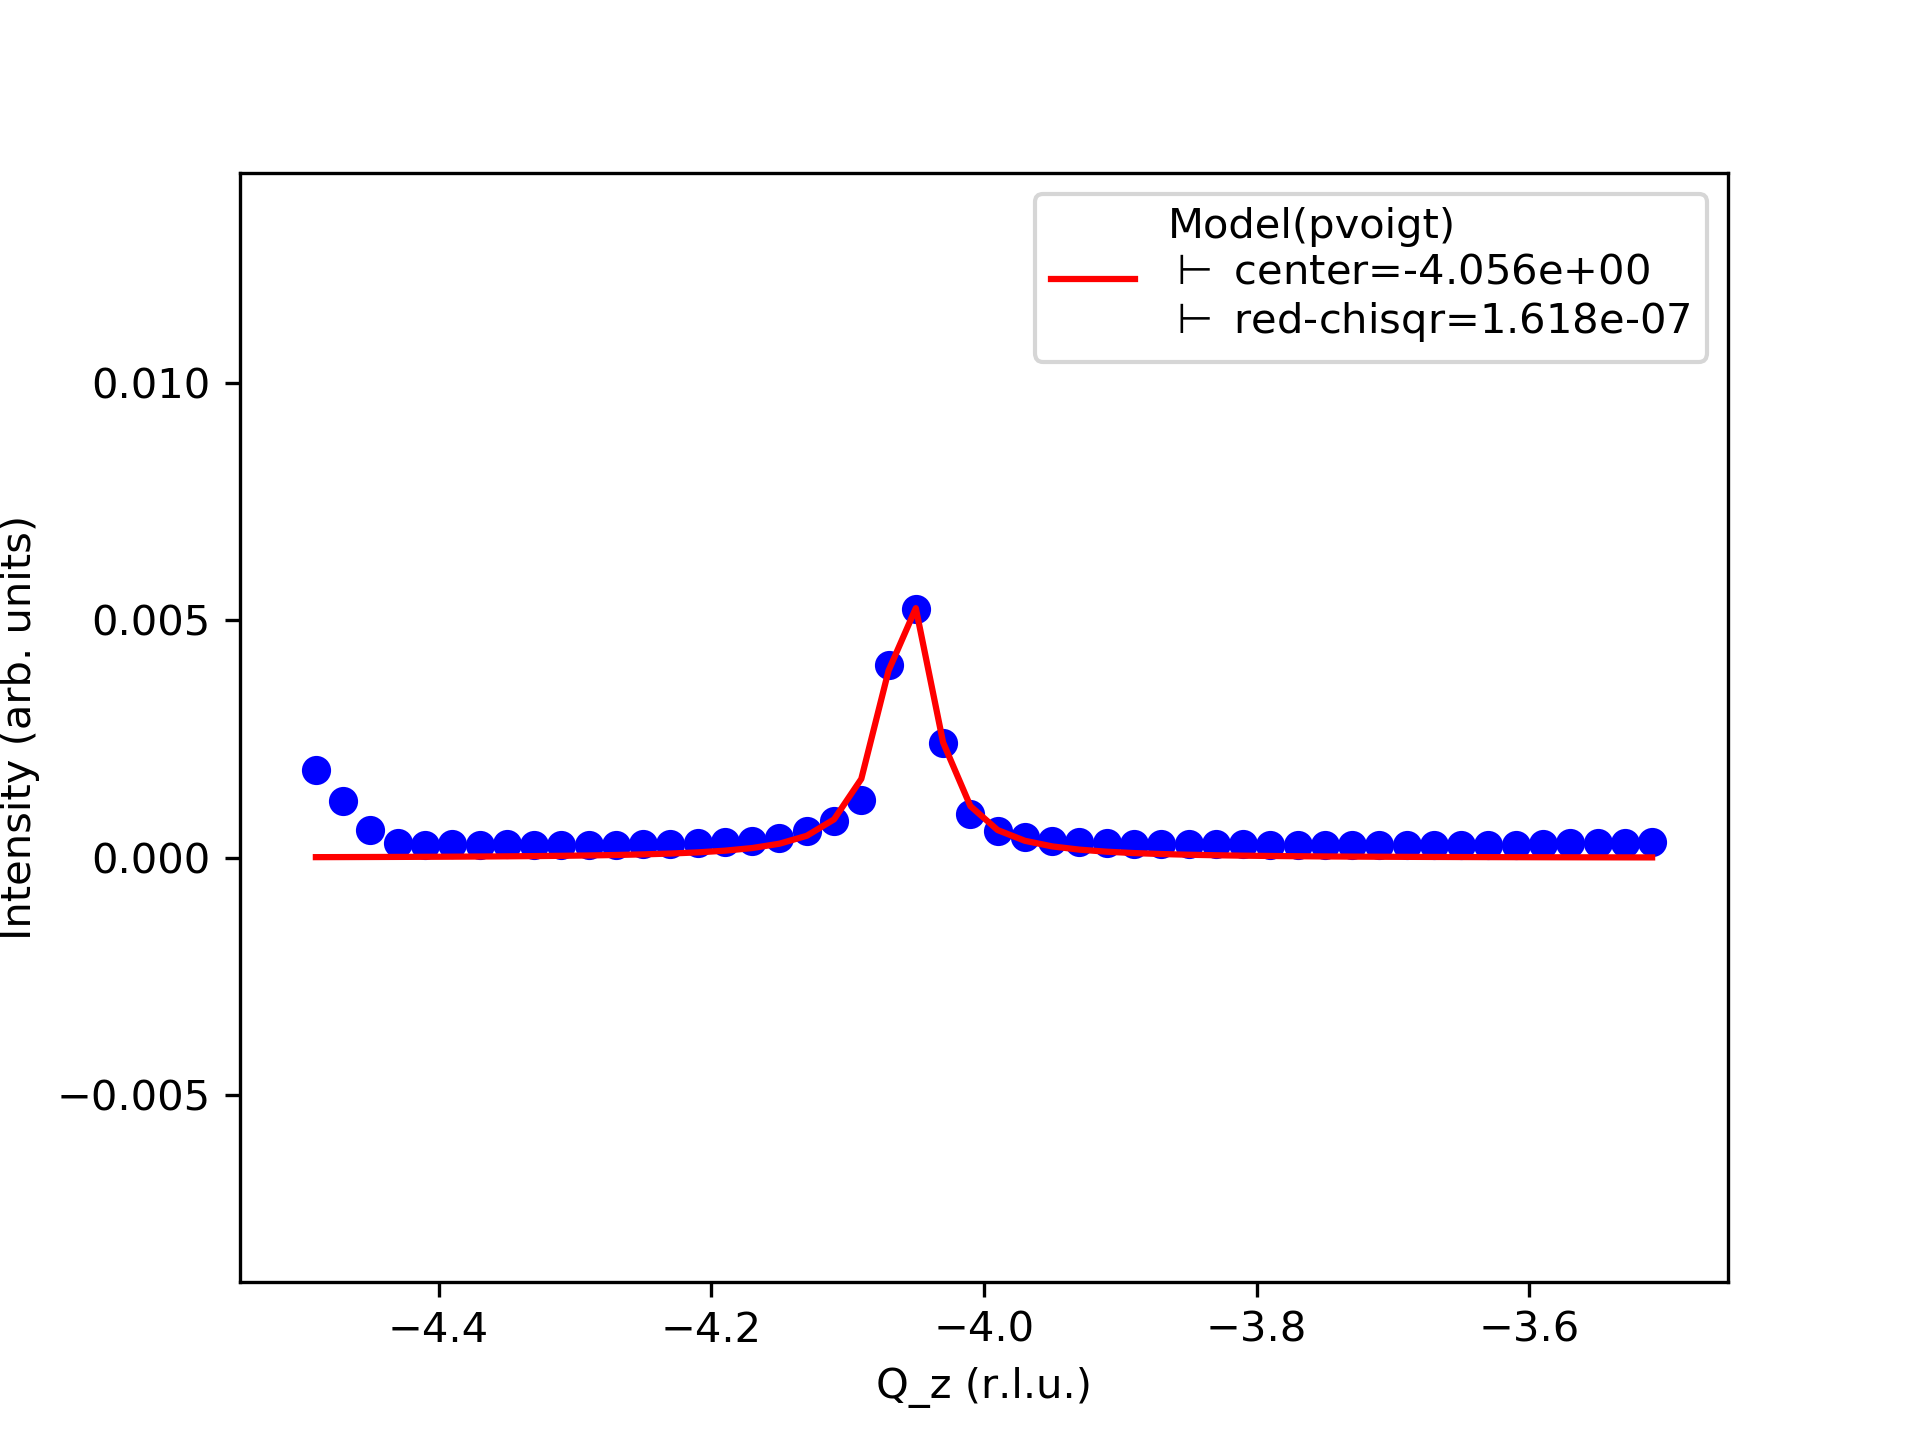 Model(pvoigt)
⊢ center=-4.056e+00
⊢ red-chisqr=1.618e-07
0.010
0.005
0.000
−0.005
Intensity (arb. units)
−4.4 −4.2 −4.0 −3.8 −3.6
Q_z (r.l.u.)